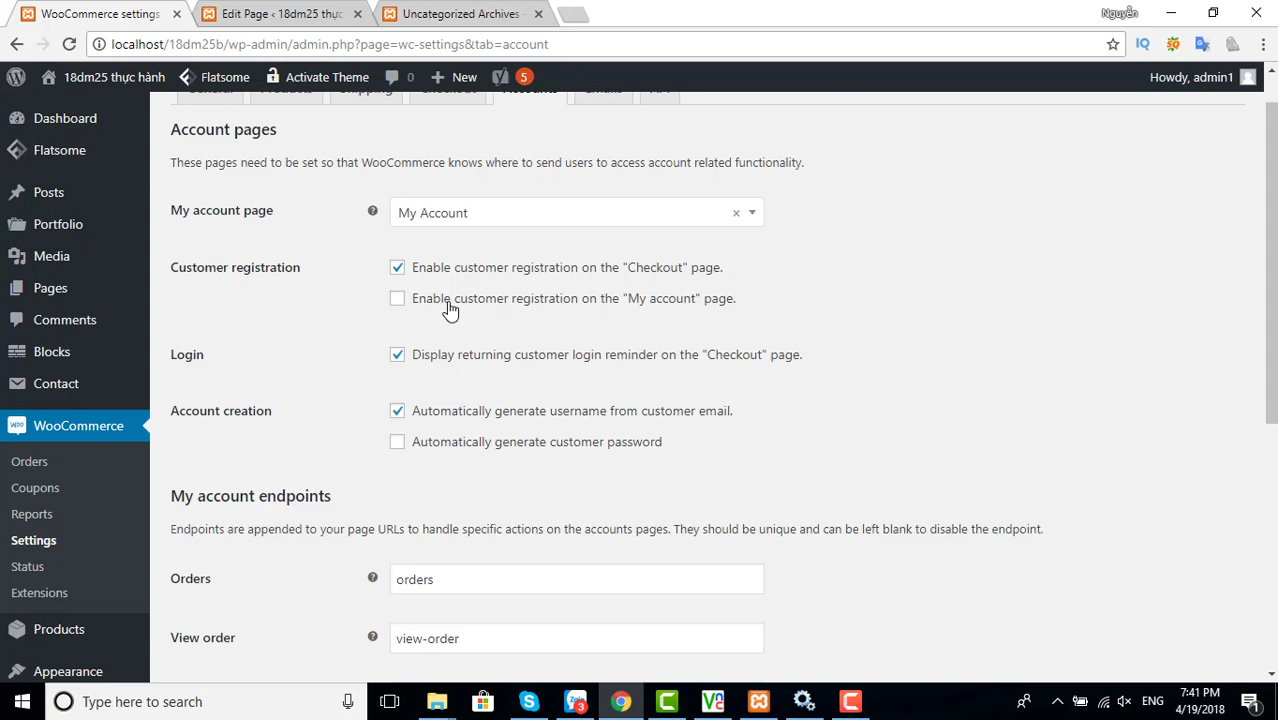 WooCommerce settings
Edit Page ‹ 18dm25 thực
Uncategorized Archives -
Nguyễn
localhost/18dm25b/wp-admin/admin.php?page=wc-settings&tab=account
18dm25 thực hành
Flatsome
Activate Theme
0
New
5
Howdy, admin1
General
Products
Shipping
Checkout
Accounts
Emails
API
Dashboard
Flatsome
Posts
Portfolio
Media
Pages
Comments
Blocks
Contact
WooCommerce
Orders
Coupons
Reports
Settings
Status
Extensions
Products
Appearance
Account pages
These pages need to be set so that WooCommerce knows where to send users to access account related functionality.
My account page
My Account
Customer registration
Enable customer registration on the "Checkout" page.
Enable customer registration on the "My account" page.
Login
Display returning customer login reminder on the "Checkout" page.
Account creation
Automatically generate username from customer email.
Automatically generate customer password
My account endpoints
Endpoints are appended to your page URLs to handle specific actions on the accounts pages. They should be unique and can be left blank to disable the endpoint.
Orders
orders
View order
view-order
Type here to search
ENG
7:41 PM
4/19/2018